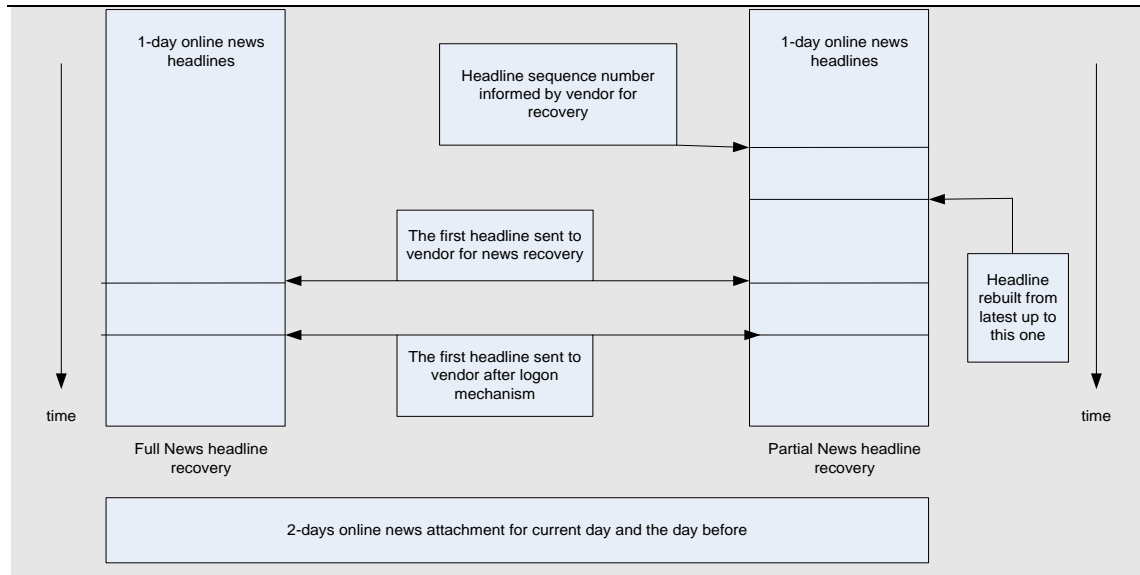 1-day online news
headlines
Headline sequence number
informed by vendor for
recovery
1-day online news
headlines
The first headline sent to
vendor for news recovery
Headline
rebuilt from
latest up to
this one
The first headline sent to
vendor after logon
mechanism
time
time
Full News headline
recovery
Partial News headline
recovery
2-days online news attachment for current day and the day before